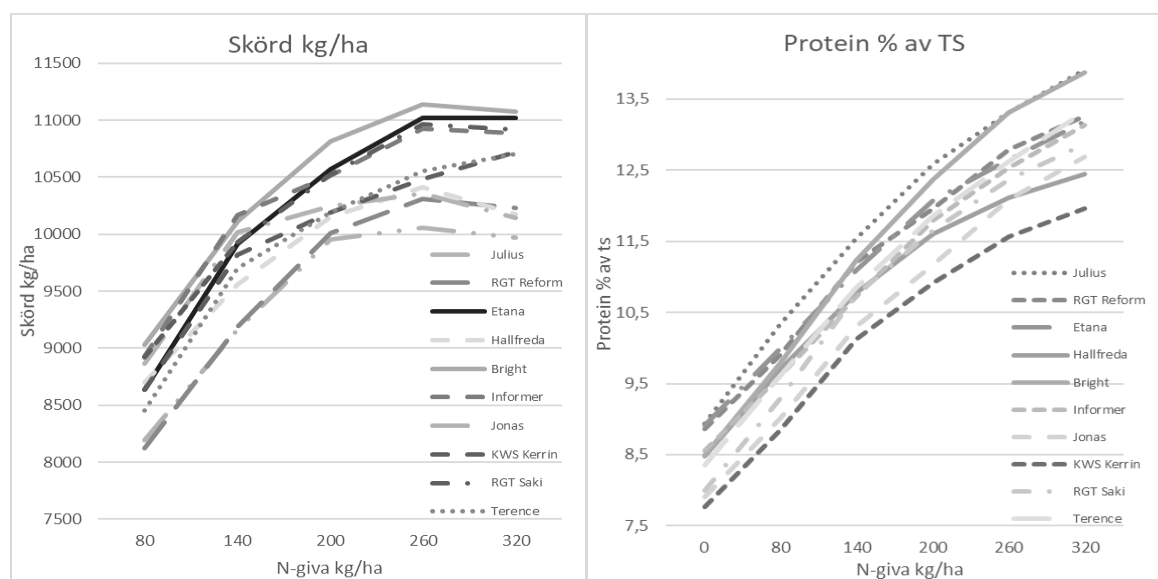 Skörd kg/ha
11500
11000
10500
10000
9500
9000
8500
8000
7500
Skörd kg/ha
80 140 200 260 320
N-giva kg/ha
Julius
RGT Reform
Etana
Hallfreda
Bright
Informer
Jonas
KWS Kerrin
RGT Saki
Terence
Protein % av TS
13,5
12,5
11,5
10,5
9,5
8,5
7,5
Protein % av ts
0 80 140 200 260 320
N-giva kg/ha
Julius
RGT Reform
Etana
Hallfreda
Bright
Informer
Jonas
KWS Kerrin
RGT Saki
Terence